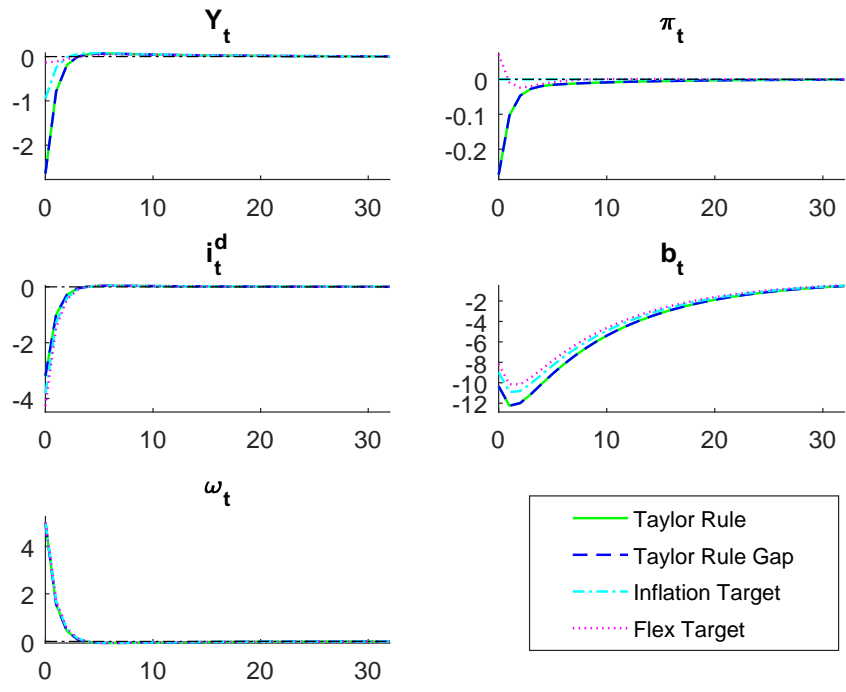 Y_t
0
-1
-2
0 10 20 30
π_t
0
-0.1
-0.2
0 10 20 30
i_t^d
0
-2
-4
0 10 20 30
b_t
-2
-4
-6
-8
-10
-12
0 10 20 30
ω_t
4
2
0
0 10 20 30
Taylor Rule
Taylor Rule Gap
Inflation Target
Flex Target